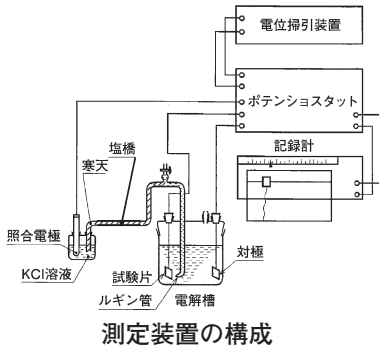 電位掃引装置
ポテンショスタット
記録計
塩橋
寒天
照合電極
KCl溶液
試験片
ルギン管
電解槽
対極
測定装置の構成